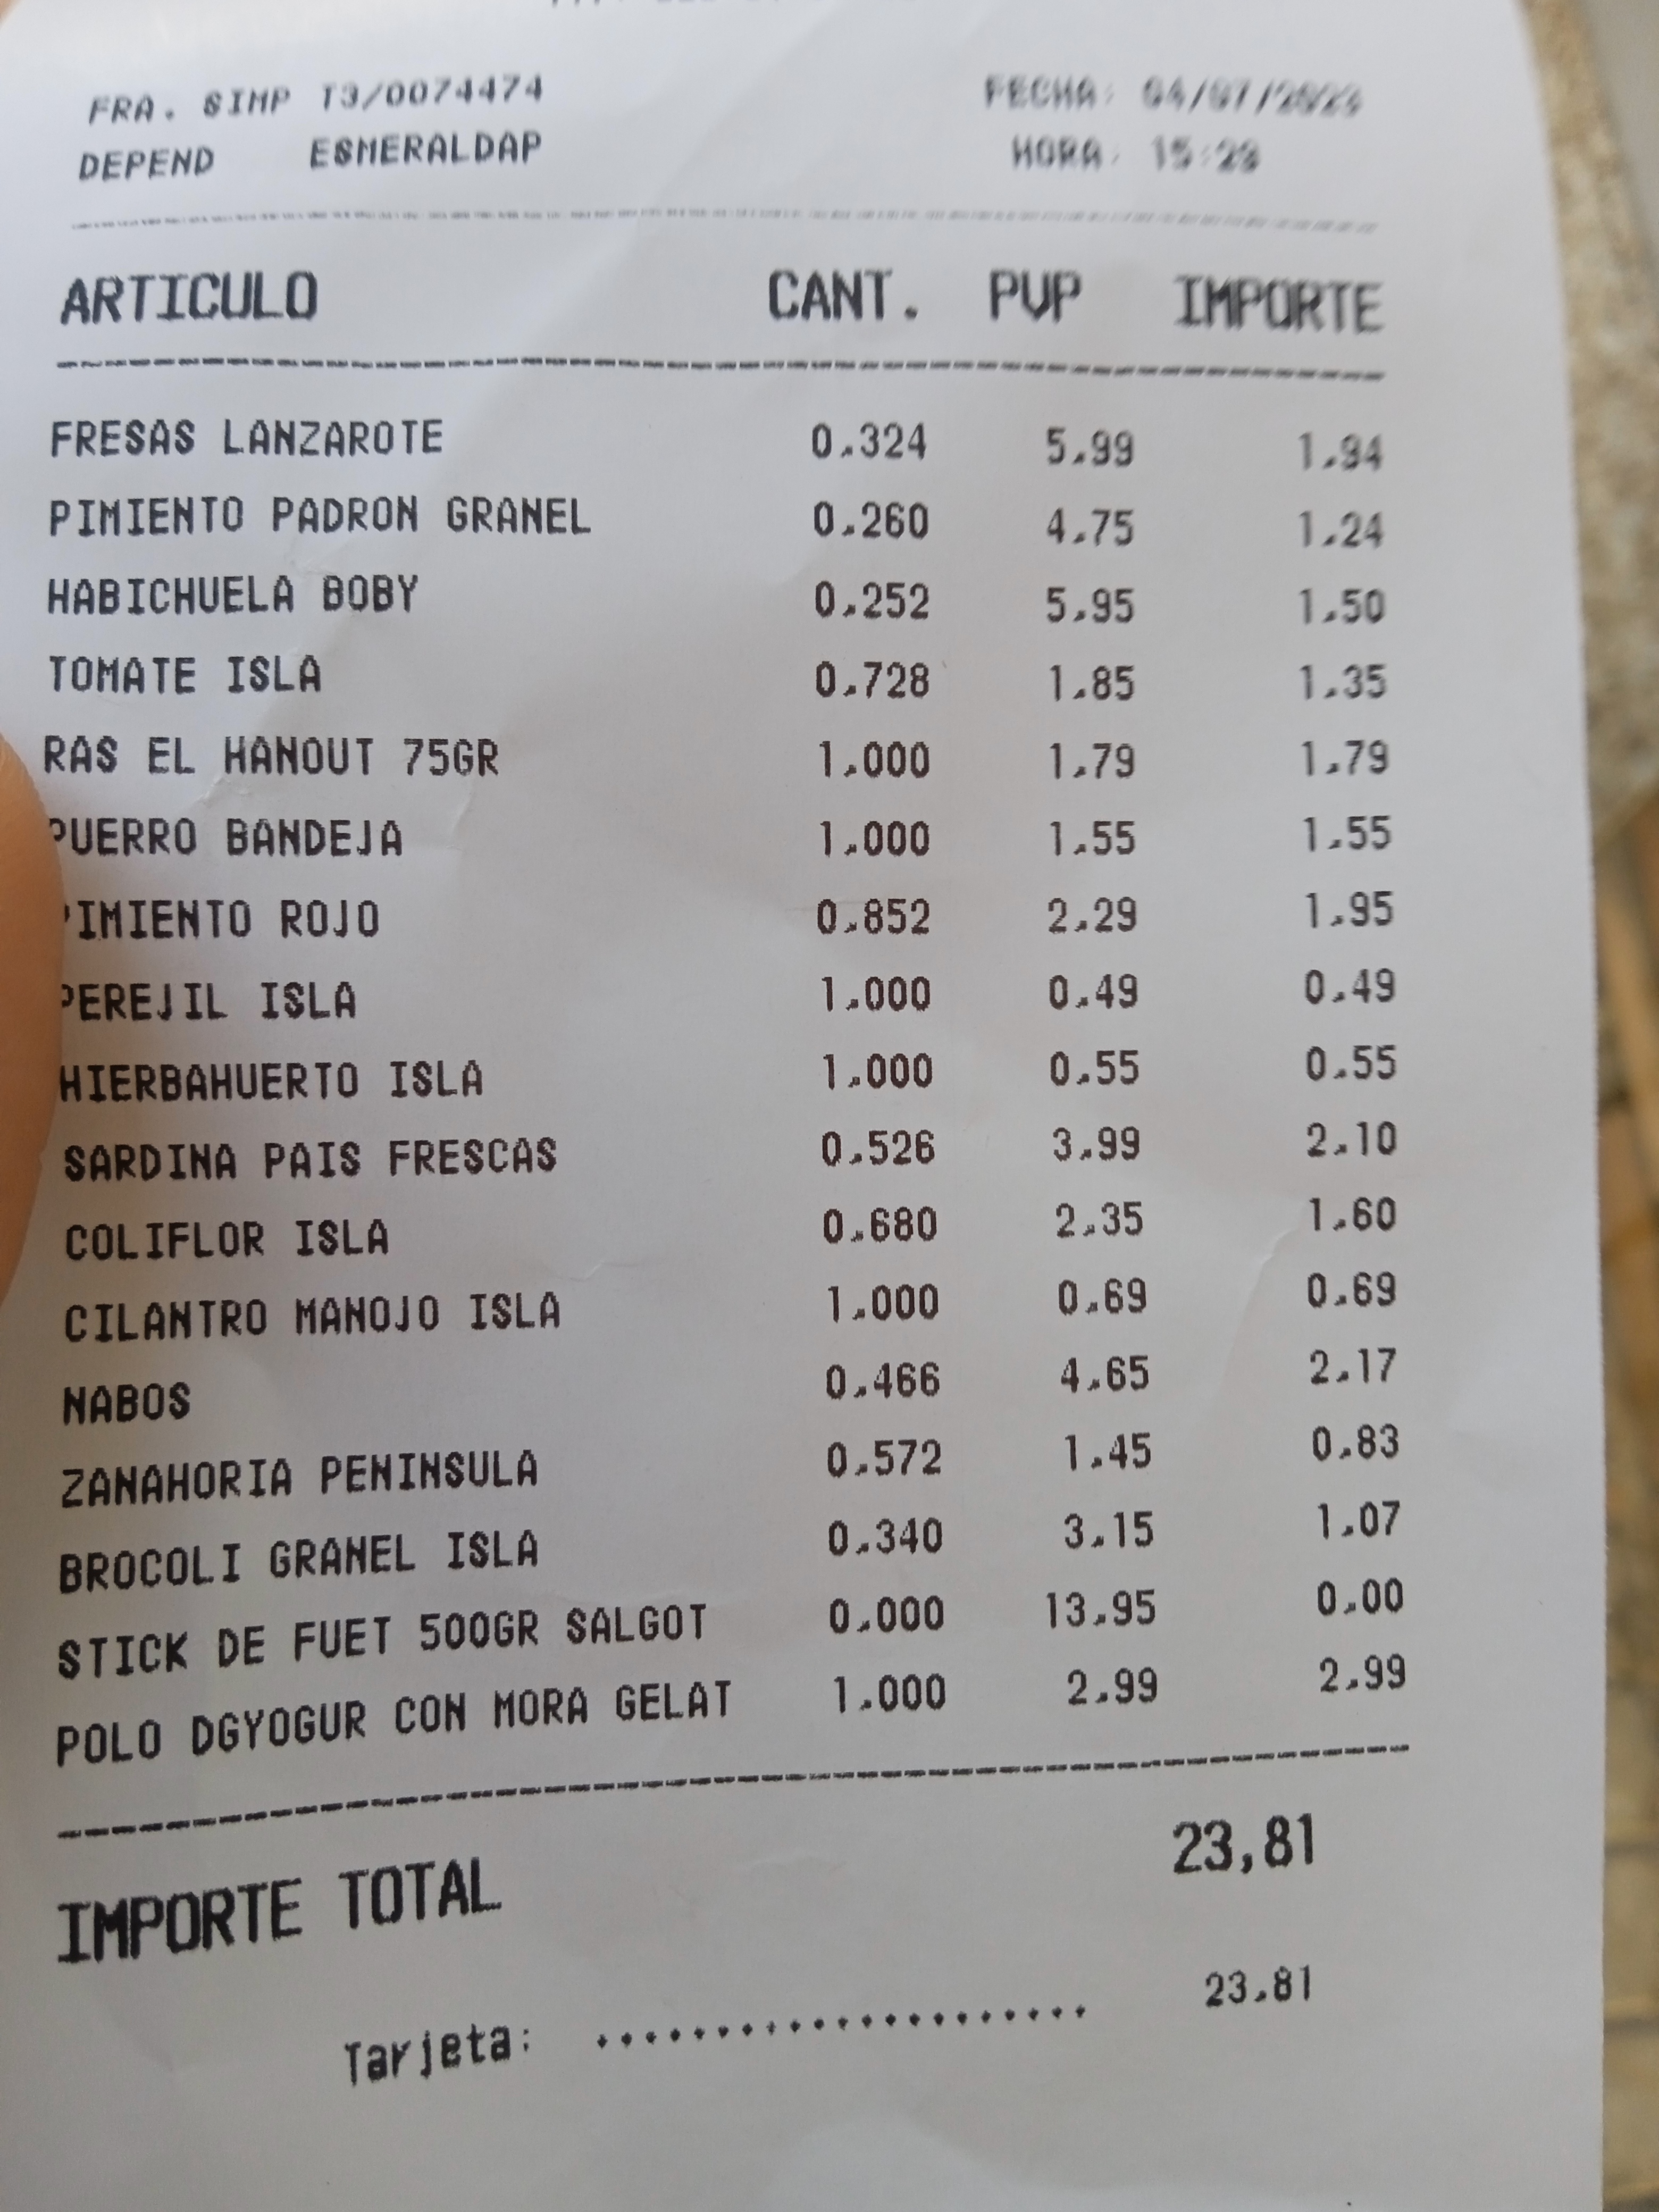 FRA. SIMP T3/0074474 FECHA: 04/07/2024
DEPEND ESMERALDAP HORA: 15:29
ARTICULO CANT. PVP IMPORTE
FRESAS LANZAROTE 0.324 5.99 1.94
PIMIENTO PADRON GRANEL 0.260 4.75 1.24
HABICHUELA BOBY 0.252 5.95 1.50
TOMATE ISLA 0.728 1.85 1.35
RAS EL HANOUT 75GR 1.000 1.79 1.79
PUERRO BANDEJA 1.000 1.55 1.55
PIMIENTO ROJO 0.852 2.29 1.95
PEREJIL ISLA 1.000 0.49 0.49
HIERBAHUERTO ISLA 1.000 0.55 0.55
SARDINA PAIS FRESCAS 0.526 3.99 2.10
COLIFLOR ISLA 0.680 2.35 1.60
CILANTRO MANOJO ISLA 1.000 0.69 0.69
NABOS 0.466 4.65 2.17
ZANAHORIA PENINSULA 0.572 1.45 0.83
BROCOLI GRANEL ISLA 0.340 3.15 1.07
STICK DE FUET 500GR SALGOT 0.000 13.95 0.00
POLO DGYOGUR CON MORA GELAT 1.000 2.99 2.99
IMPORTE TOTAL 23,81
Tarjeta: .................... 23.81